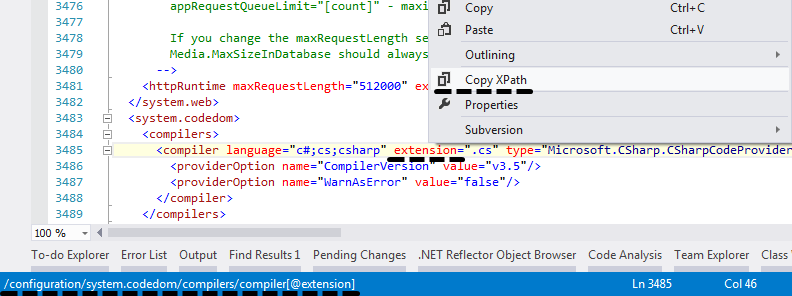 3476 appRequestQueueLimit="[count]" - maxi
3477
3478 If you change the maxRequestLength se
3479 Media.MaxSizeInDatabase should always
3480 -->
3481 <httpRuntime maxRequestLength="512000" ex
3482 </system.web>
3483 <system.codedom>
3484 <compilers>
3485 <compiler language="c#;cs;csharp" extension=".cs" type="Microsoft.CSharp.CSharpCodeProvider
3486 <providerOption name="CompilerVersion" value="v3.5"/>
3487 <providerOption name="WarnAsError" value="false"/>
3488 </compiler>
3489 </compilers>
Copy Ctrl+C
Paste Ctrl+V
Outlining
Copy XPath
Properties
Subversion
100 %
To-do Explorer Error List Output Find Results 1 Pending Changes .NET Reflector Object Browser Code Analysis Team Explorer Class
/configuration/system.codedom/compilers/compiler[@extension] Ln 3485 Col 46